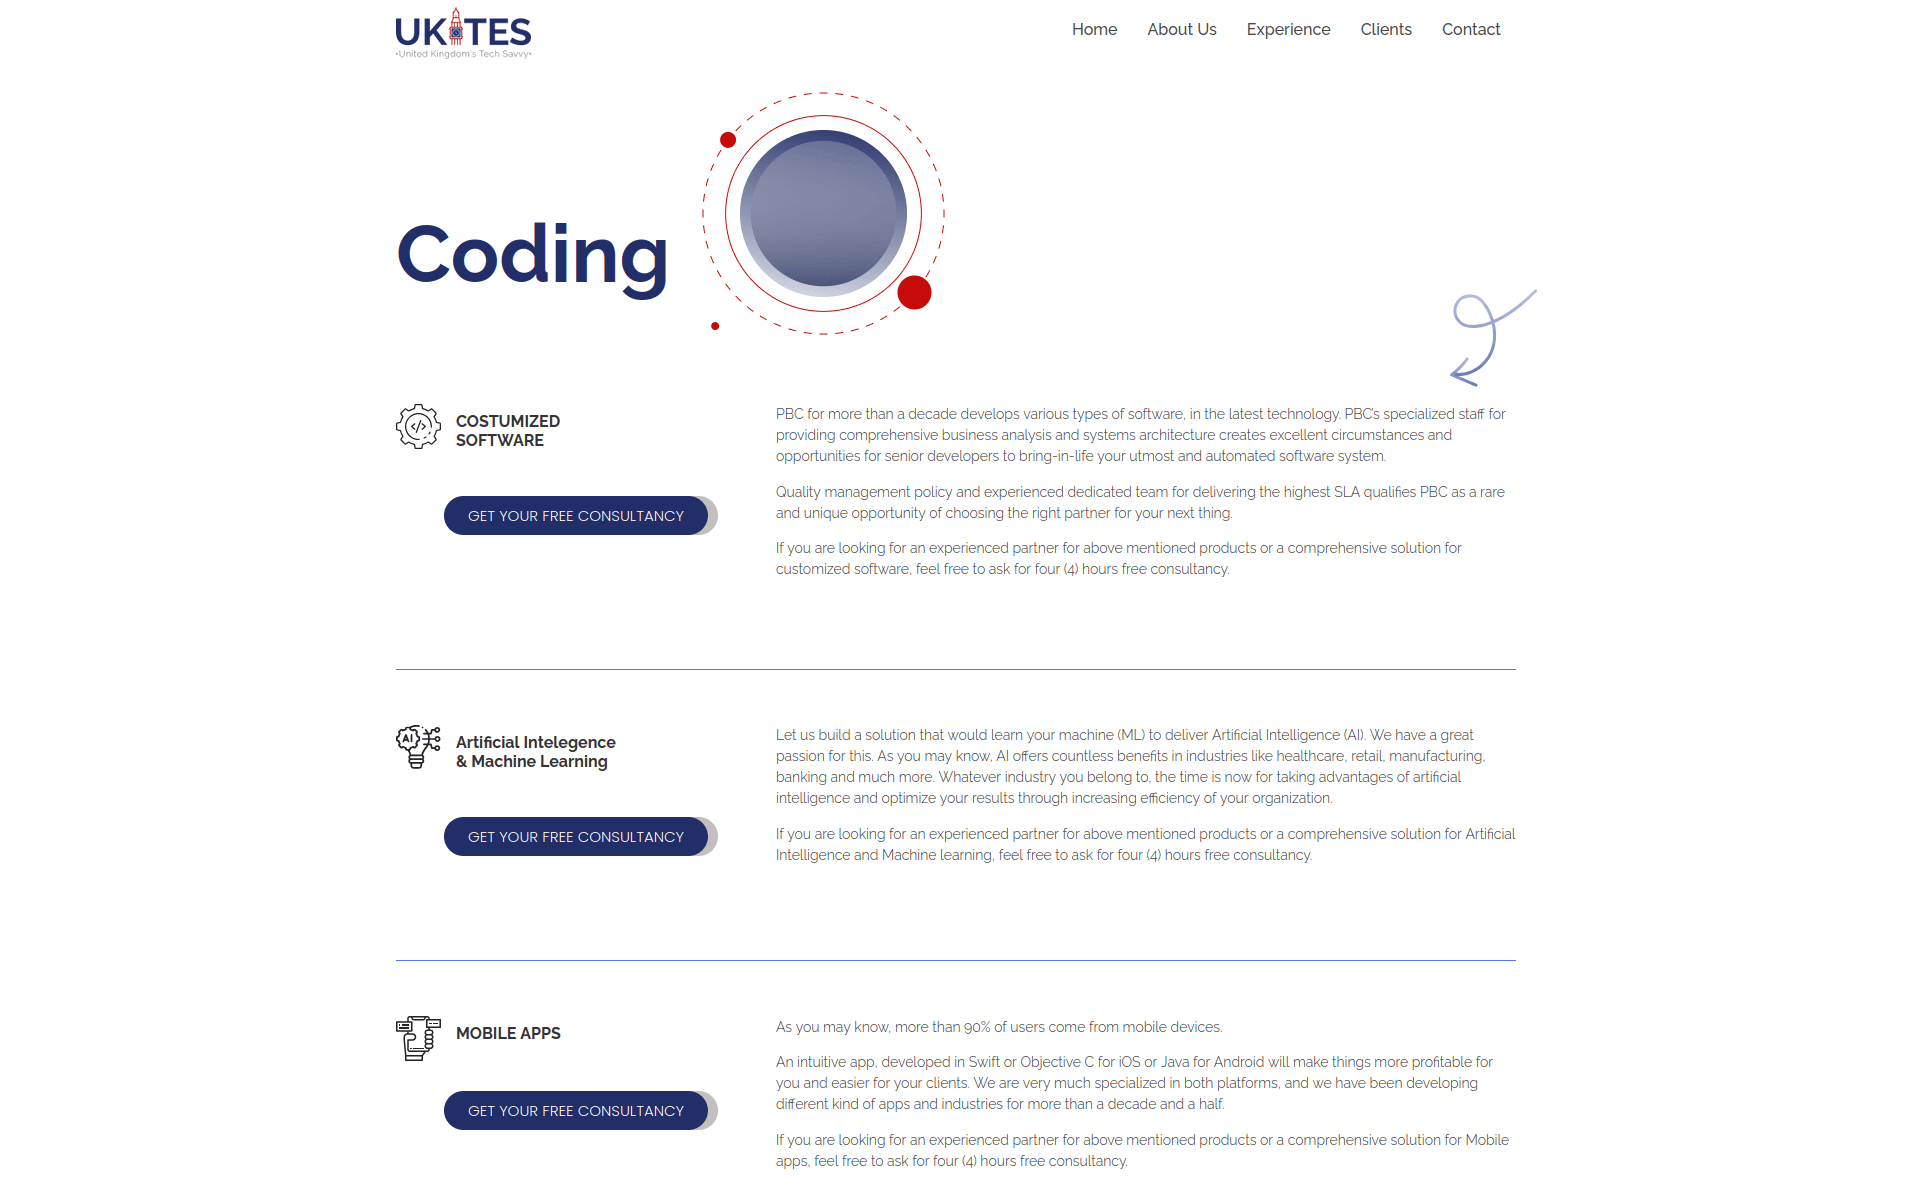 UKITES
•United Kingdom's Tech Savvy•
Home
About Us
Experience
Clients
Contact
Coding
COSTUMIZED
SOFTWARE
GET YOUR FREE CONSULTANCY
PBC for more than a decade develops various types of software, in the latest technology. PBC's specialized staff for
providing comprehensive business analysis and systems architecture creates excellent circumstances and
opportunities for senior developers to bring-in-life your utmost and automated software system.
Quality management policy and experienced dedicated team for delivering the highest SLA qualifies PBC as a rare
and unique opportunity of choosing the right partner for your next thing.
If you are looking for an experienced partner for above mentioned products or a comprehensive solution for
customized software, feel free to ask for four (4) hours free consultancy.
AI
Artificial Intelegence
& Machine Learning
GET YOUR FREE CONSULTANCY
Let us build a solution that would learn your machine (ML) to deliver Artificial Intelligence (AI). We have a great
passion for this. As you may know, AI offers countless benefits in industries like healthcare, retail, manufacturing,
banking and much more. Whatever industry you belong to, the time is now for taking advantages of artificial
intelligence and optimize your results through increasing efficiency of your organization.
If you are looking for an experienced partner for above mentioned products or a comprehensive solution for Artificial
Intelligence and Machine learning, feel free to ask for four (4) hours free consultancy.
MOBILE APPS
GET YOUR FREE CONSULTANCY
As you may know, more than 90% of users come from mobile devices.
An intuitive app, developed in Swift or Objective C for iOS or Java for Android will make things more profitable for
you and easier for your clients. We are very much specialized in both platforms, and we have been developing
different kind of apps and industries for more than a decade and a half.
If you are looking for an experienced partner for above mentioned products or a comprehensive solution for Mobile
apps, feel free to ask for four (4) hours free consultancy.